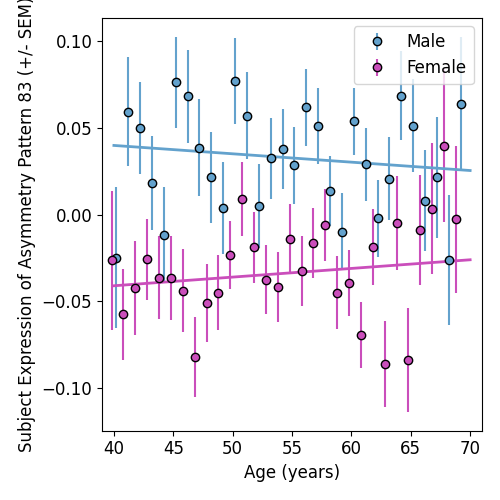 Subject Expression of Asymmetry Pattern 83 (+/- SEM)
0.10
0.05
0.00
−0.05
−0.10
Male
Female
40 45 50 55 60 65 70
Age (years)